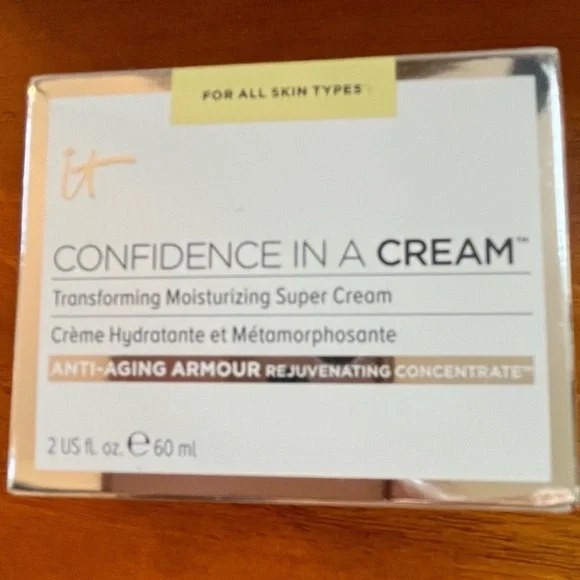 FOR ALL SKIN TYPES
it
CONFIDENCE IN A CREAM™
Transforming Moisturizing Super Cream
Crème Hydratante et Métamorphosante
ANTI-AGING ARMOUR REJUVENATING CONCENTRATE™
2 US fl. oz. ℮ 60 ml